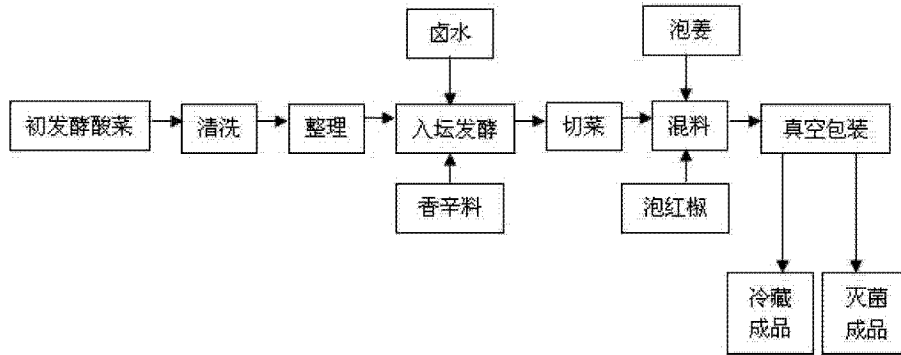 卤水
泡姜
初发酵酸菜
清洗
整理
入坛发酵
切菜
混料
真空包装
香辛料
泡红椒
冷藏
成品
灭菌
成品